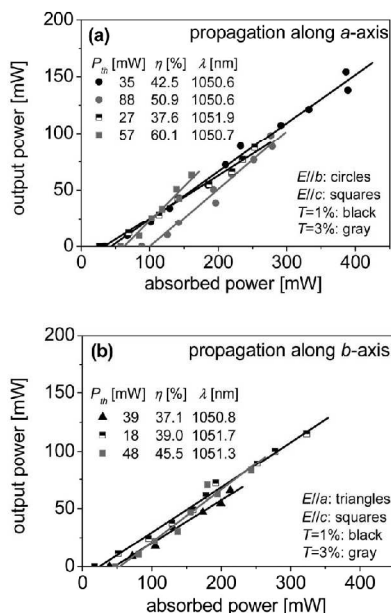 (a) propagation along a-axis
P_th [mW] η [%] λ [nm]
35 42.5 1050.6
88 50.9 1050.6
27 37.6 1051.9
57 60.1 1050.7
E//b: circles
E//c: squares
T=1%: black
T=3%: gray
200
150
100
50
0
0 100 200 300 400
output power [mW]
absorbed power [mW]
(b) propagation along b-axis
P_th [mW] η [%] λ [nm]
39 37.1 1050.8
18 39.0 1051.7
48 45.5 1051.3
E//a: triangles
E//c: squares
T=1%: black
T=3%: gray
200
150
100
50
0
0 100 200 300 400
output power [mW]
absorbed power [mW]